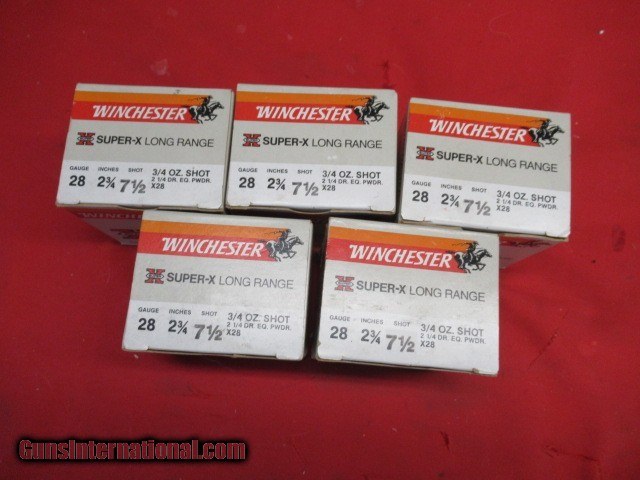 WINCHESTER
SUPER-X LONG RANGE
GAUGE INCHES SHOT
28 2¾ 7½
3/4 OZ. SHOT
2 1/4 DR. EQ. PWDR.
X28
WINCHESTER
SUPER-X LONG RANGE
GAUGE INCHES SHOT
28 2¾ 7½
3/4 OZ. SHOT
2 1/4 DR. EQ. PWDR.
X28
WINCHESTER
SUPER-X LONG RANGE
GAUGE INCHES SHOT
28 2¾ 7½
3/4 OZ. SHOT
2 1/4 DR. EQ. PWDR.
X28
WINCHESTER
SUPER-X LONG RANGE
GAUGE INCHES SHOT
28 2¾ 7½
3/4 OZ. SHOT
2 1/4 DR. EQ. PWDR.
X28
WINCHESTER
SUPER-X LONG RANGE
GAUGE INCHES SHOT
28 2¾ 7½
3/4 OZ. SHOT
2 1/4 DR. EQ. PWDR.
X28
GunsInternational.com